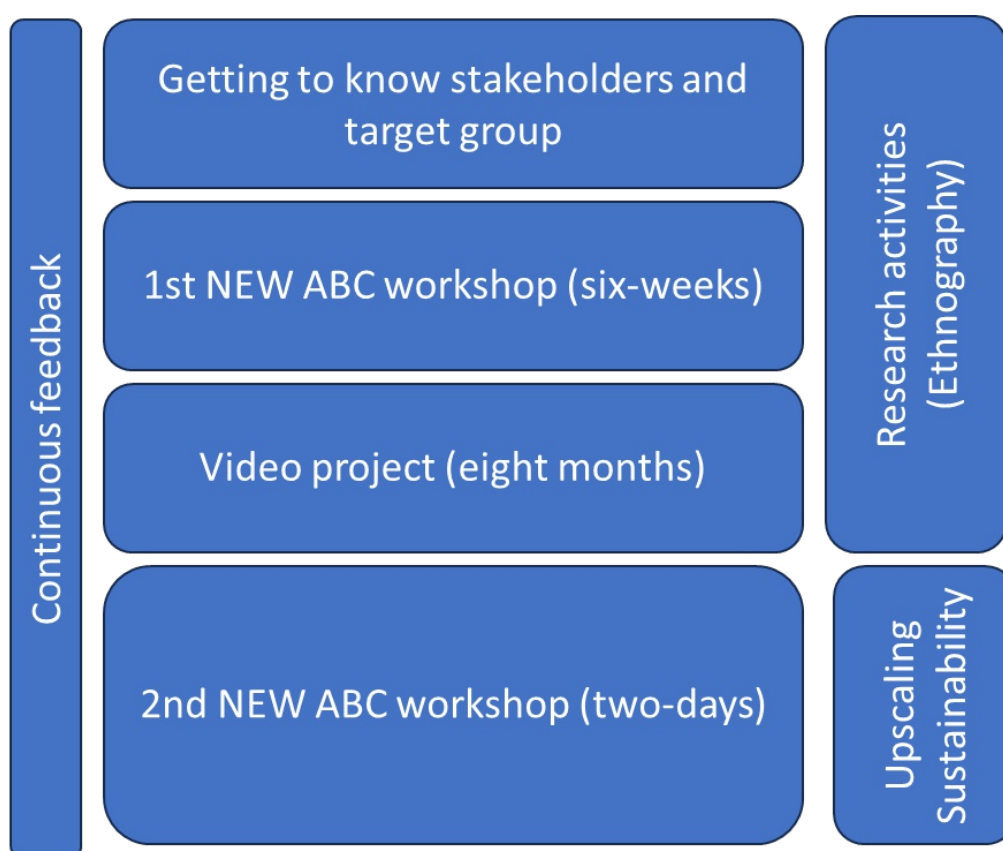 Continuous feedback
Getting to know stakeholders and
target group
1st NEW ABC workshop (six-weeks)
Video project (eight months)
2nd NEW ABC workshop (two-days)
Research activities
(Ethnography)
Upscaling
Sustainability